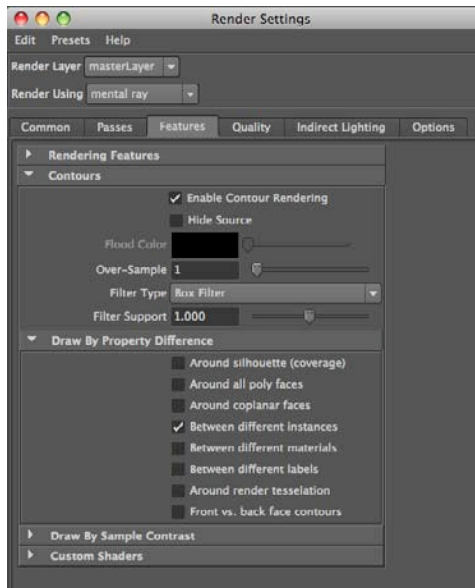 Render Settings
Edit Presets Help
Render Layer masterLayer
Render Using mental ray
Common Passes Features Quality Indirect Lighting Options
Rendering Features
Contours
Enable Contour Rendering
Hide Source
Flood Color
Over-Sample 1
Filter Type Box Filter
Filter Support 1.000
Draw By Property Difference
Around silhouette (coverage)
Around all poly faces
Around coplanar faces
Between different instances
Between different materials
Between different labels
Around render tesselation
Front vs. back face contours
Draw By Sample Contrast
Custom Shaders